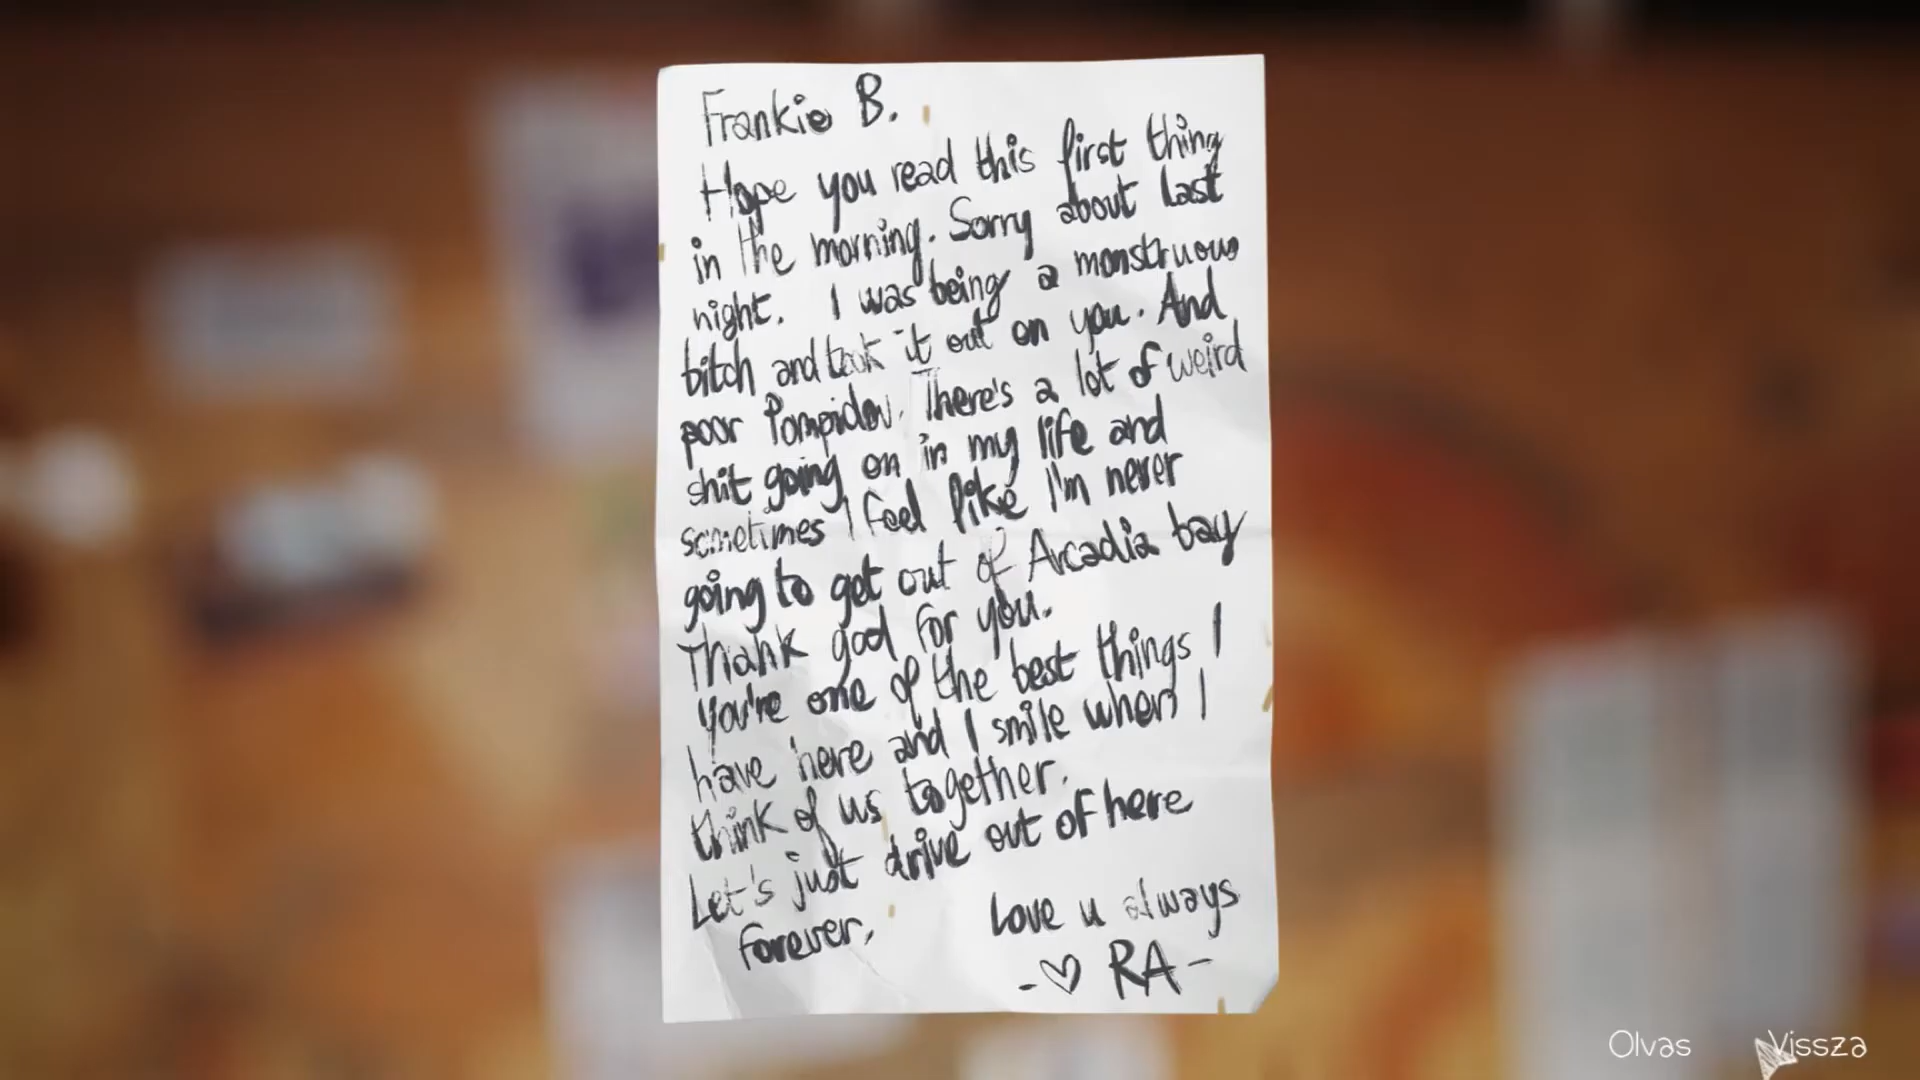 Frankie B.
Hope you read this first thing
in the morning. Sorry about last
night. I was being a monstruous
bitch and took it out on you. And
poor Pompidou. There's a lot of weird
shit going on in my life and
sometimes I feel like I'm never
going to get out of Arcadia bay
Thank god for you.
You're one of the best things I
have here and I smile when I
think of us together.
Let's just drive out of here
forever.
Love u always
-♡ RA-
Olvas
Vissza